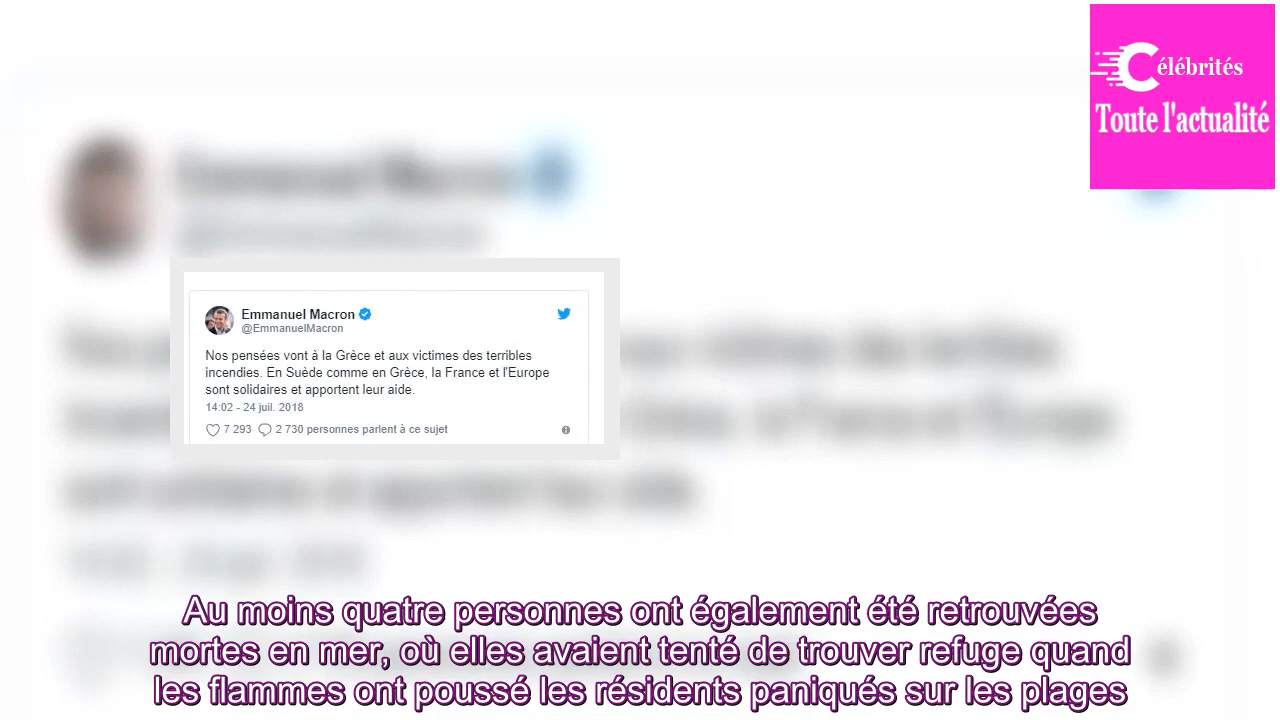 Célébrités
Toute l'actualité
Emmanuel Macron
@EmmanuelMacron
Nos pensées vont à la Grèce et aux victimes des terribles
incendies. En Suède comme en Grèce, la France et l'Europe
sont solidaires et apportent leur aide.
14:02 - 24 juil. 2018
7 293 2 730 personnes parlent à ce sujet
Au moins quatre personnes ont également été retrouvées
mortes en mer, où elles avaient tenté de trouver refuge quand
les flammes ont poussé les résidents paniqués sur les plages